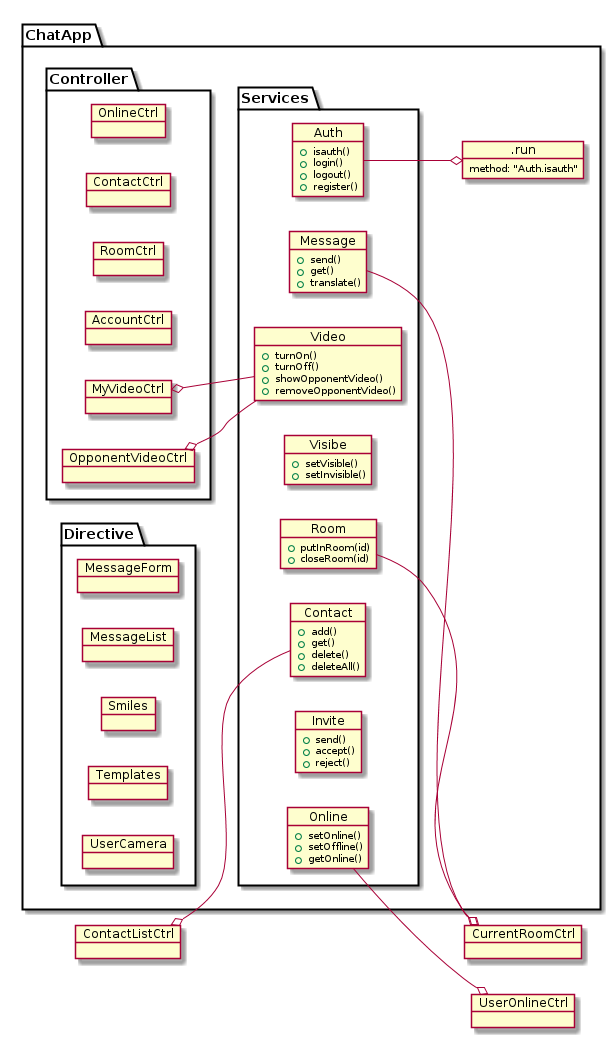 ChatApp
Controller
OnlineCtrl
ContactCtrl
RoomCtrl
AccountCtrl
MyVideoCtrl
OpponentVideoCtrl
Directive
MessageForm
MessageList
Smiles
Templates
UserCamera
Services
Auth
isauth()
login()
logout()
register()
Message
send()
get()
translate()
Video
turnOn()
turnOff()
showOpponentVideo()
removeOpponentVideo()
Visibe
setVisible()
setInvisible()
Room
putInRoom(id)
closeRoom(id)
Contact
add()
get()
delete()
deleteAll()
Invite
send()
accept()
reject()
Online
setOnline()
setOffline()
getOnline()
.run
method: "Auth.isauth"
ContactListCtrl
CurrentRoomCtrl
UserOnlineCtrl